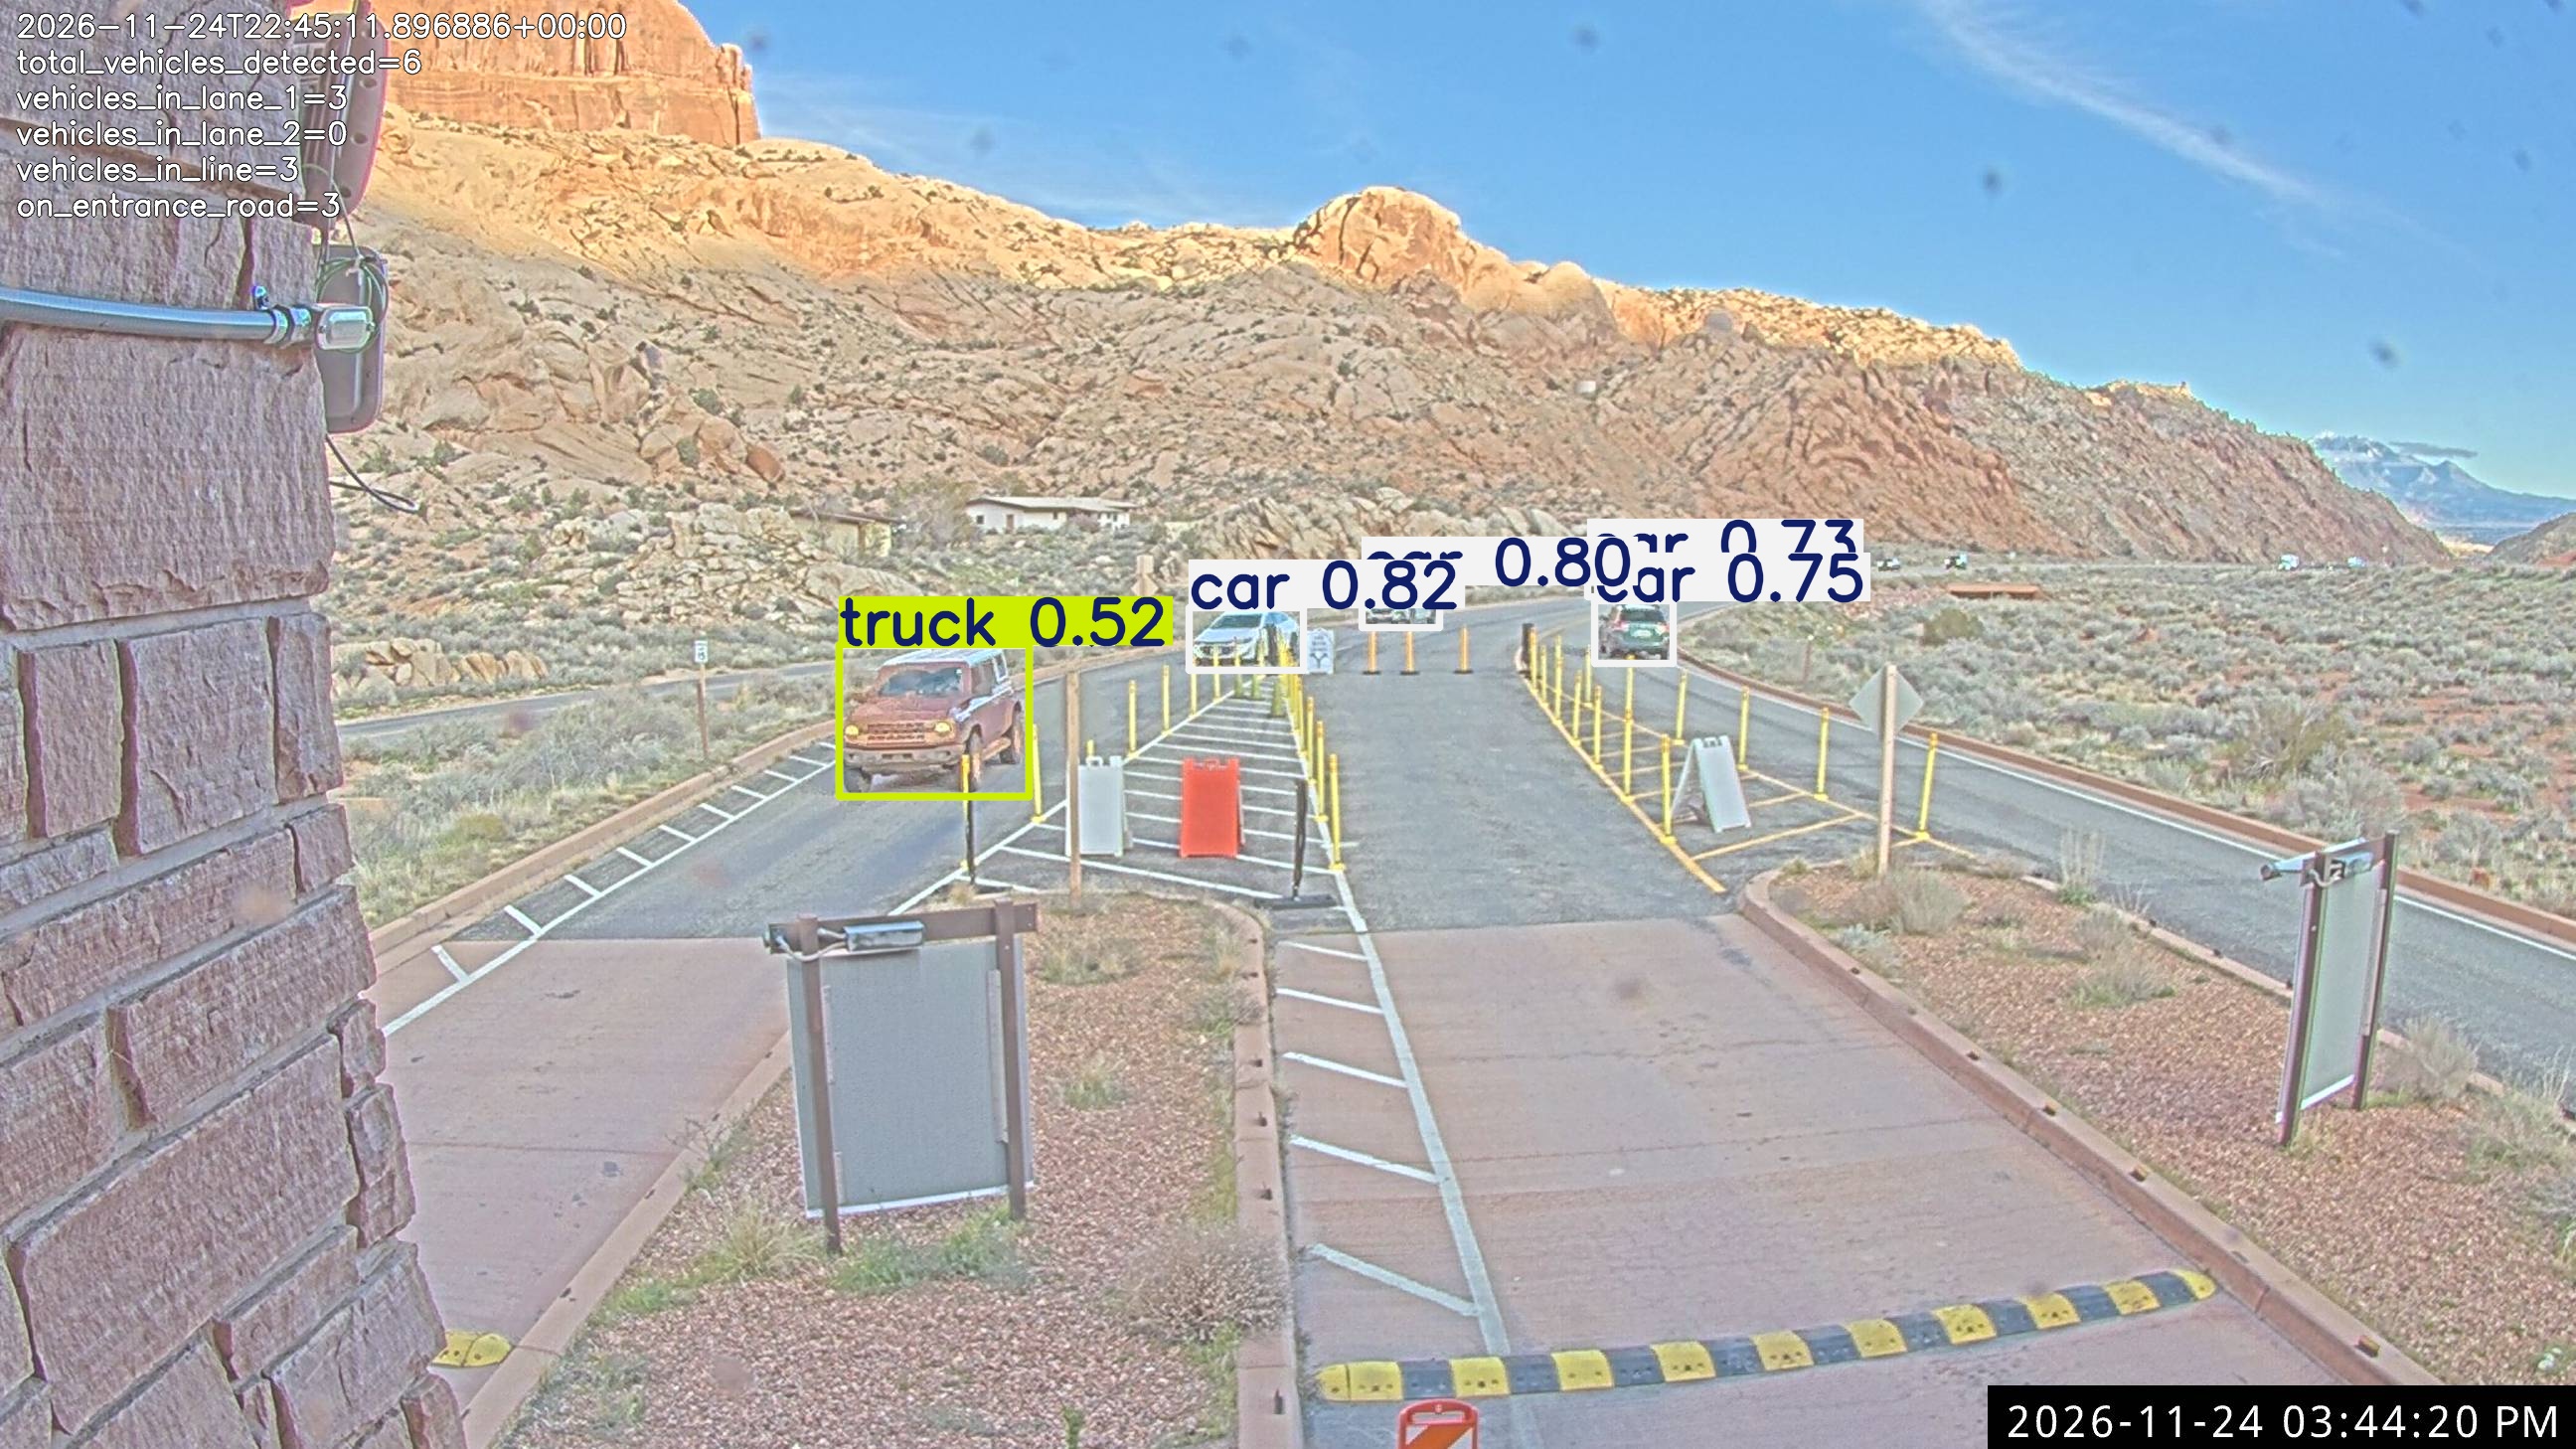 2026-11-24T22:45:11.896886+00:00
total_vehicles_detected=6
vehicles_in_lane_1=3
vehicles_in_lane_2=0
vehicles_in_line=3
on_entrance_road=3
car 0.73
car 0.80
car 0.75
car 0.82
truck 0.52
2026-11-24 03:44:20 PM